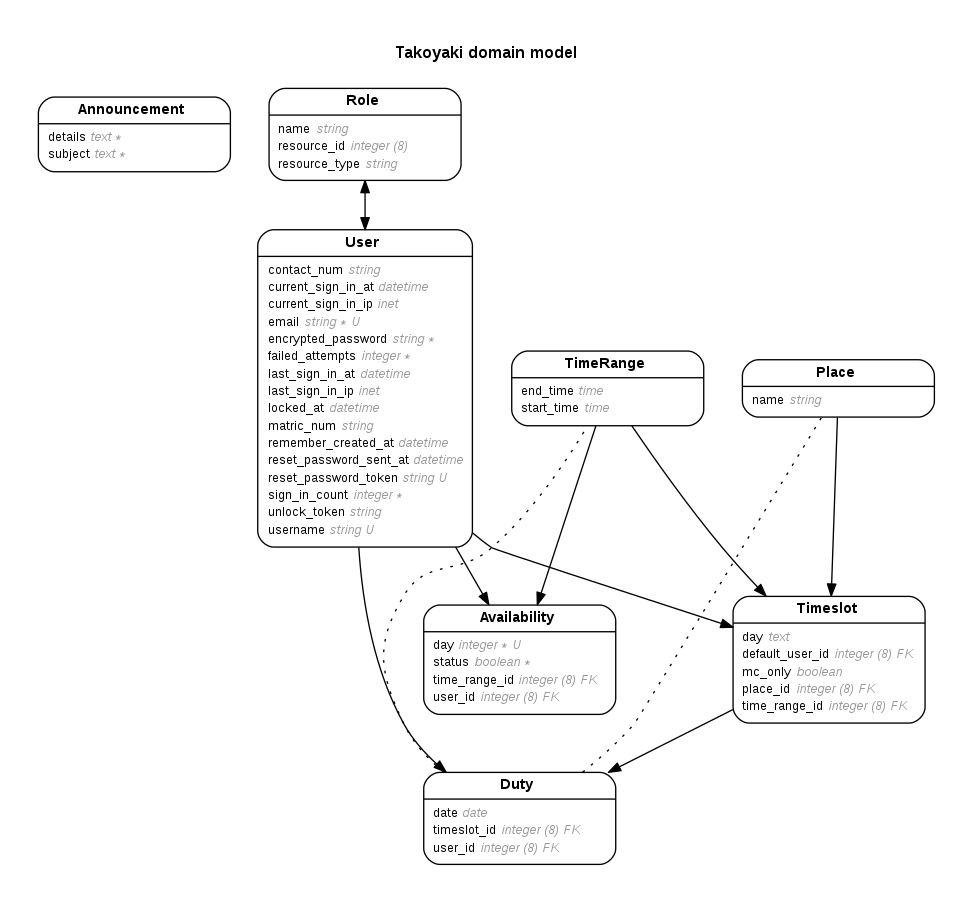 Takoyaki domain model
Announcement
details text *
subject text *
Role
name string
resource_id integer (8)
resource_type string
User
contact_num string
current_sign_in_at datetime
current_sign_in_ip inet
email string * U
encrypted_password string *
failed_attempts integer *
last_sign_in_at datetime
last_sign_in_ip inet
locked_at datetime
matric_num string
remember_created_at datetime
reset_password_sent_at datetime
reset_password_token string U
sign_in_count integer *
unlock_token string
username string U
TimeRange
end_time time
start_time time
Place
name string
Availability
day integer * U
status boolean *
time_range_id integer (8) FK
user_id integer (8) FK
Timeslot
day text
default_user_id integer (8) FK
mc_only boolean
place_id integer (8) FK
time_range_id integer (8) FK
Duty
date date
timeslot_id integer (8) FK
user_id integer (8) FK